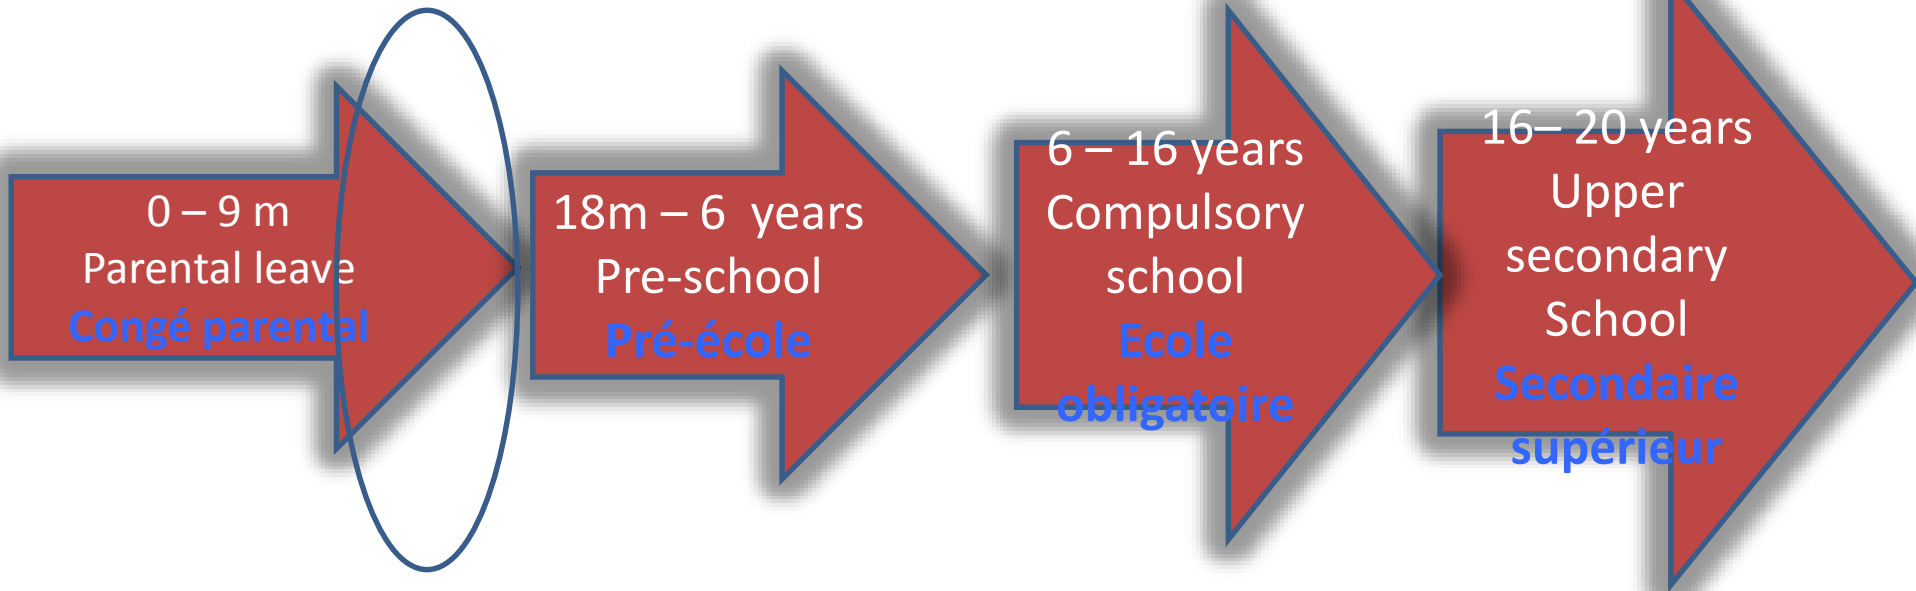 0 – 9 m
Parental leave
Congé parental
18m – 6  years
Pre-school
Pré-école
6 – 16 years
Compulsory
school
Ecole
obligatoire
16– 20 years
Upper
secondary
School
Secondaire
supérieur